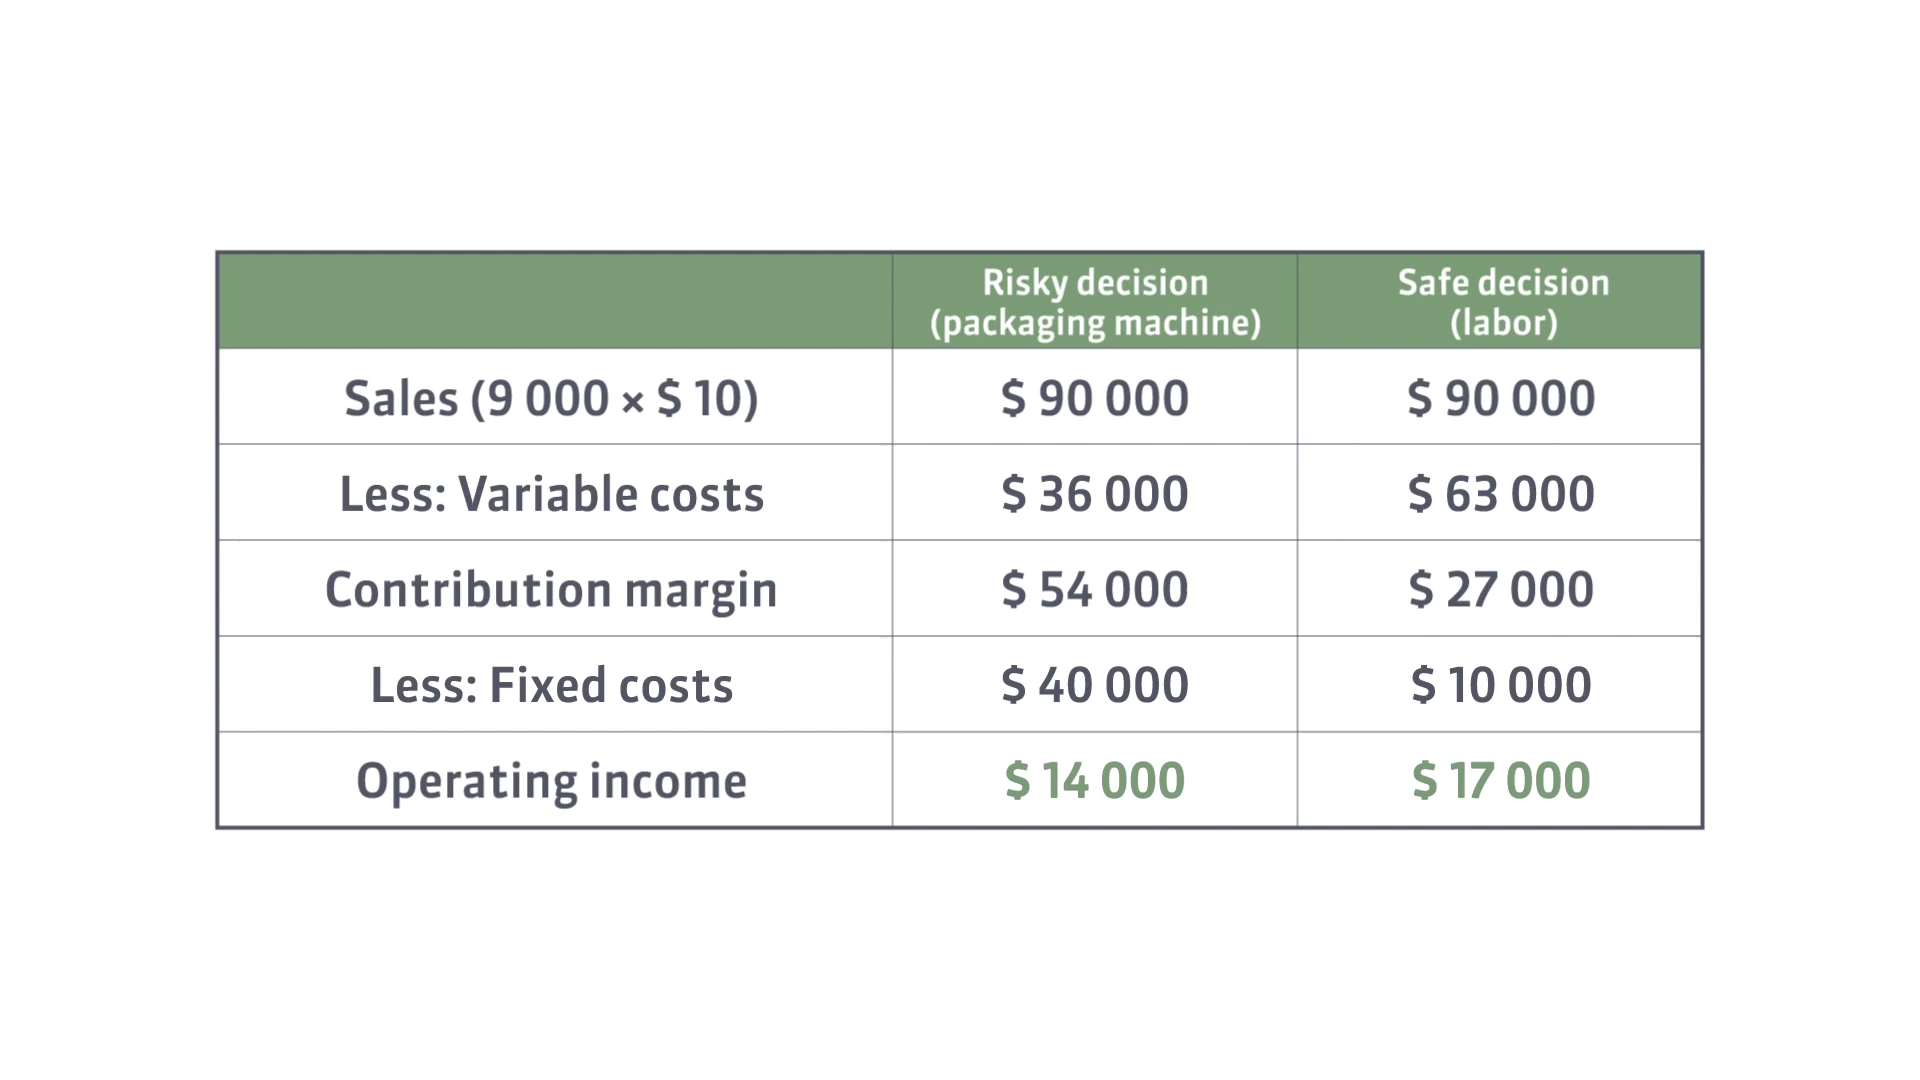 Risky decision
(packaging machine)
Safe decision
(labor)
Sales (9 000 × $ 10)
$ 90 000
$ 90 000
Less: Variable costs
$ 36 000
$ 63 000
Contribution margin
$ 54 000
$ 27 000
Less: Fixed costs
$ 40 000
$ 10 000
Operating income
$ 14 000
$ 17 000